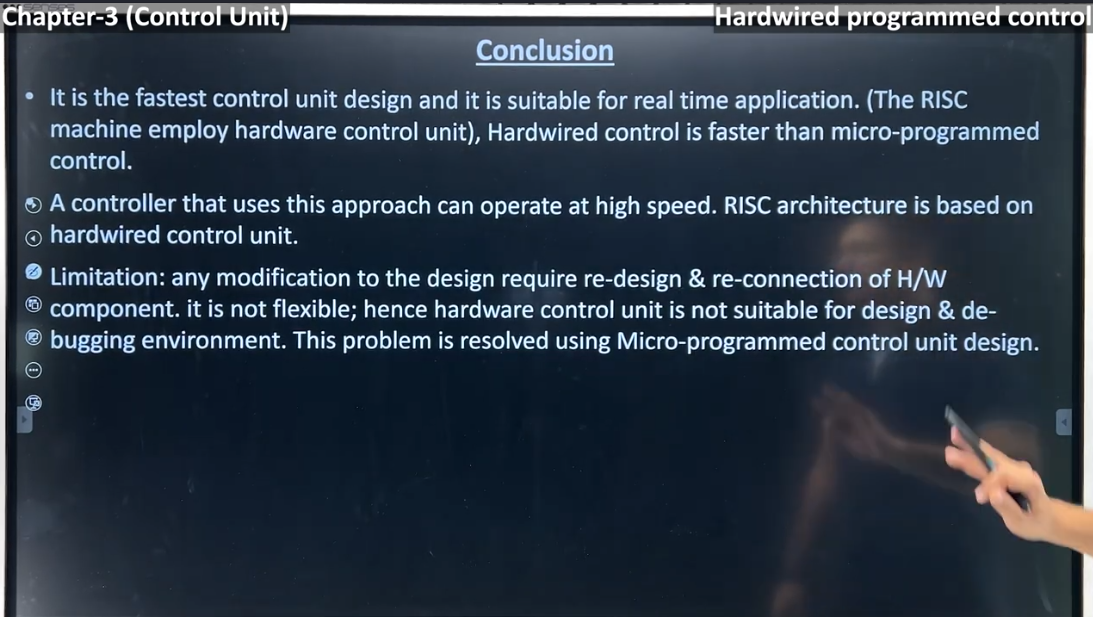 Chapter-3 (Control Unit)
Hardwired programmed control
Conclusion
• It is the fastest control unit design and it is suitable for real time application. (The RISC
machine employ hardware control unit), Hardwired control is faster than micro-programmed
control.
A controller that uses this approach can operate at high speed. RISC architecture is based on
hardwired control unit.
Limitation: any modification to the design require re-design & re-connection of H/W
component. it is not flexible; hence hardware control unit is not suitable for design & de-
bugging environment. This problem is resolved using Micro-programmed control unit design.